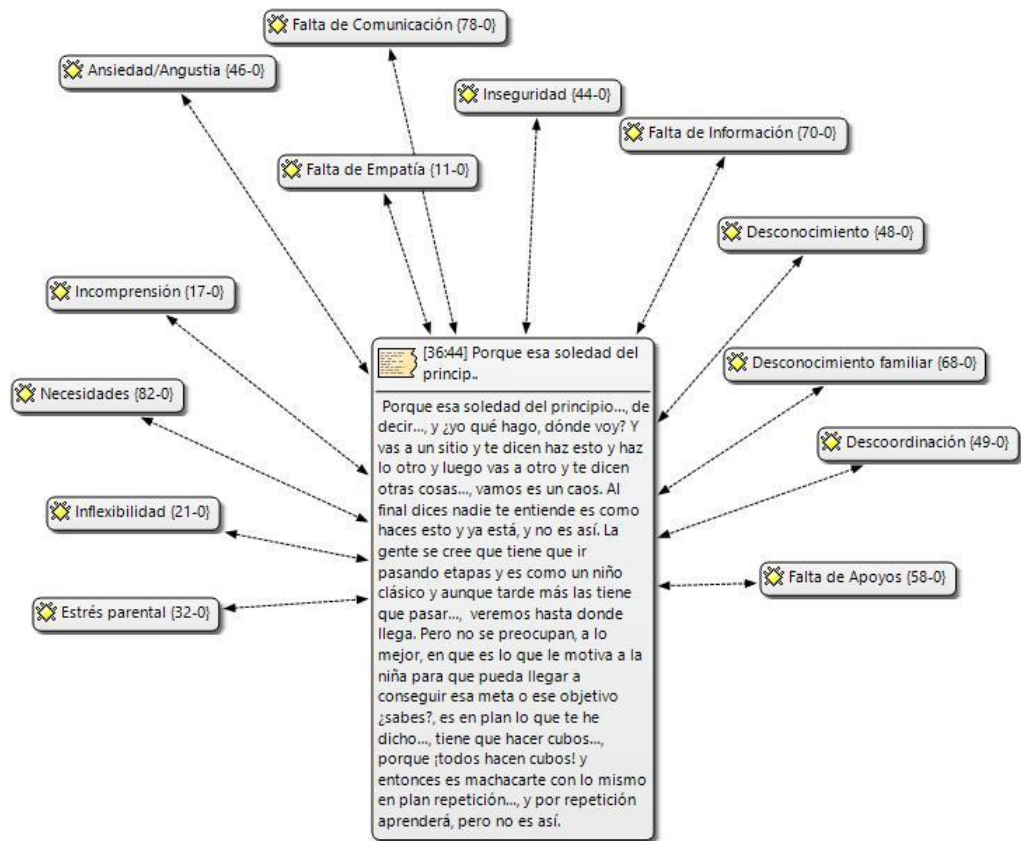 Falta de Comunicación {78-0}
Ansiedad/Angustia {46-0}
Inseguridad {44-0}
Falta de Información {70-0}
Falta de Empatía {11-0}
Desconocimiento {48-0}
Incomprensión {17-0}
Desconocimiento familiar {68-0}
Necesidades {82-0}
Descoordinación {49-0}
Inflexibilidad {21-0}
Falta de Apoyos {58-0}
Estrés parental {32-0}
[36:44] Porque esa soledad del
princip..
Porque esa soledad del principio..., de
decir..., y ¿yo qué hago, dónde voy? Y
vas a un sitio y te dicen haz esto y haz
lo otro y luego vas a otro y te dicen
otras cosas..., vamos es un caos. Al
final dices nadie te entiende es como
haces esto y ya está, y no es así. La
gente se cree que tiene que ir
pasando etapas y es como un niño
clásico y aunque tarde más las tiene
que pasar..., veremos hasta donde
llega. Pero no se preocupan, a lo
mejor, en que es lo que le motiva a la
niña para que pueda llegar a
conseguir esa meta o ese objetivo
¿sabes?, es en plan lo que te he
dicho..., tiene que hacer cubos...,
porque ¡todos hacen cubos! y
entonces es machacarte con lo mismo
en plan repetición..., y por repetición
aprenderá, pero no es así.